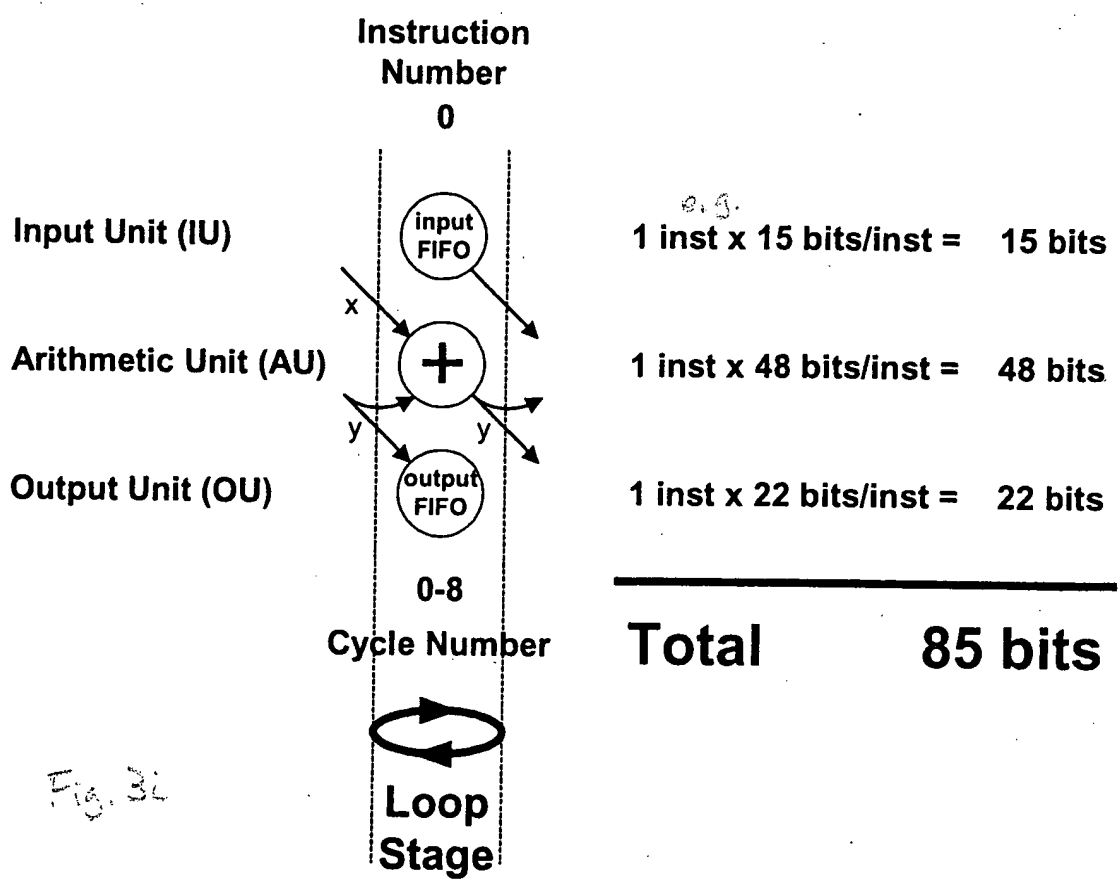 Instruction
Number
0
e.g.
Input Unit (IU)
input
FIFO
1 inst x 15 bits/inst = 15 bits
x
Arithmetic Unit (AU)
+
1 inst x 48 bits/inst = 48 bits
y
y
Output Unit (OU)
output
FIFO
1 inst x 22 bits/inst = 22 bits
0-8
Cycle Number
Total 85 bits
Fig. 3i
Loop
Stage